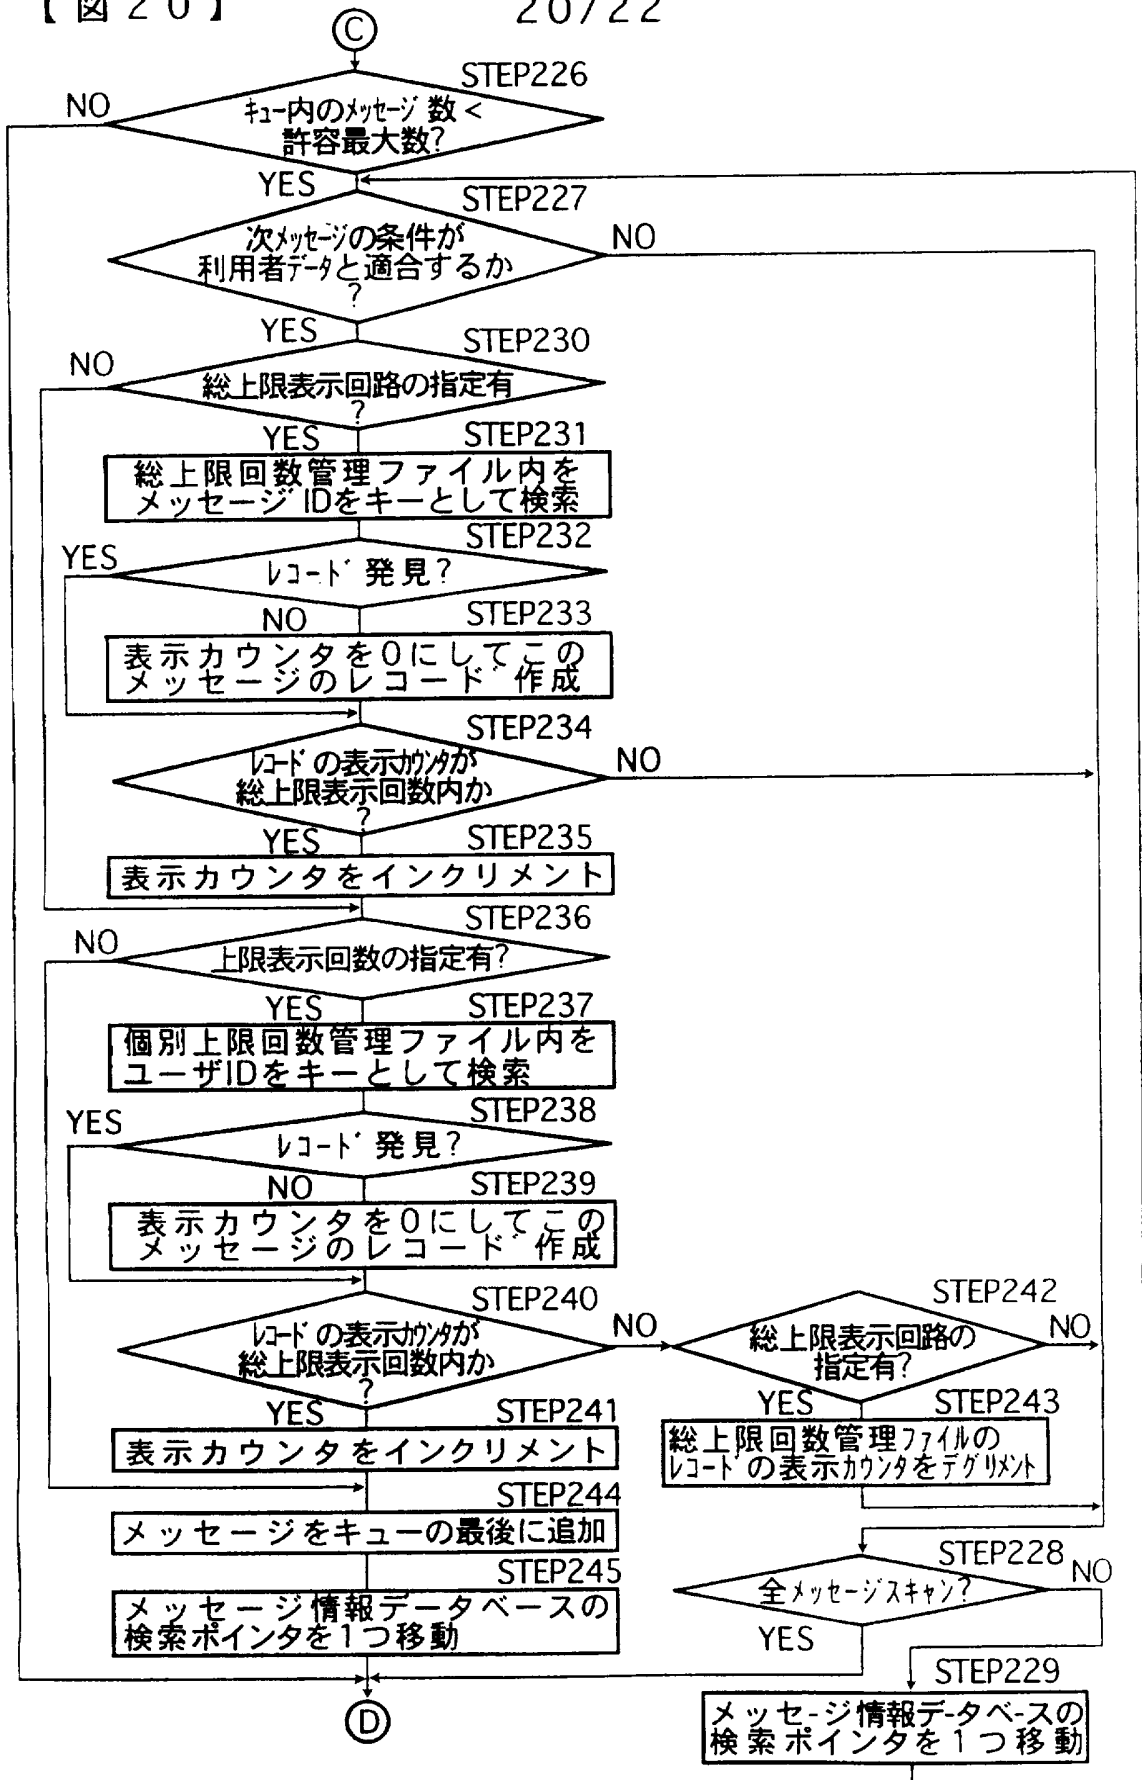 【図20】
20/22
C
STEP226
NO
キュー内のメッセージ数<
許容最大数?
YES
STEP227
次メッセージの条件が
利用者データと適合するか
?
NO
YES
STEP230
NO
総上限表示回路の指定有
?
YES
STEP231
総上限回数管理ファイル内を
メッセージIDをキーとして検索
STEP232
YES
レコード発見?
NO
STEP233
表示カウンタを0にしてこの
メッセージのレコード作成
STEP234
レコードの表示カウンタが
総上限表示回数内か
?
NO
YES
STEP235
表示カウンタをインクリメント
STEP236
NO
上限表示回数の指定有?
YES
STEP237
個別上限回数管理ファイル内を
ユーザIDをキーとして検索
STEP238
YES
レコード発見?
NO
STEP239
表示カウンタを0にしてこの
メッセージのレコード作成
STEP240
レコードの表示カウンタが
総上限表示回数内か
?
NO
STEP242
総上限表示回路の
指定有?
NO
YES
STEP241
表示カウンタをインクリメント
YES
STEP243
総上限回数管理ファイルの
レコードの表示カウンタをデグリメント
STEP244
メッセージをキューの最後に追加
STEP245
メッセージ情報データベースの
検索ポインタを1つ移動
STEP228
全メッセージスキャン?
NO
YES
STEP229
メッセージ情報データベースの
検索ポインタを1つ移動
D